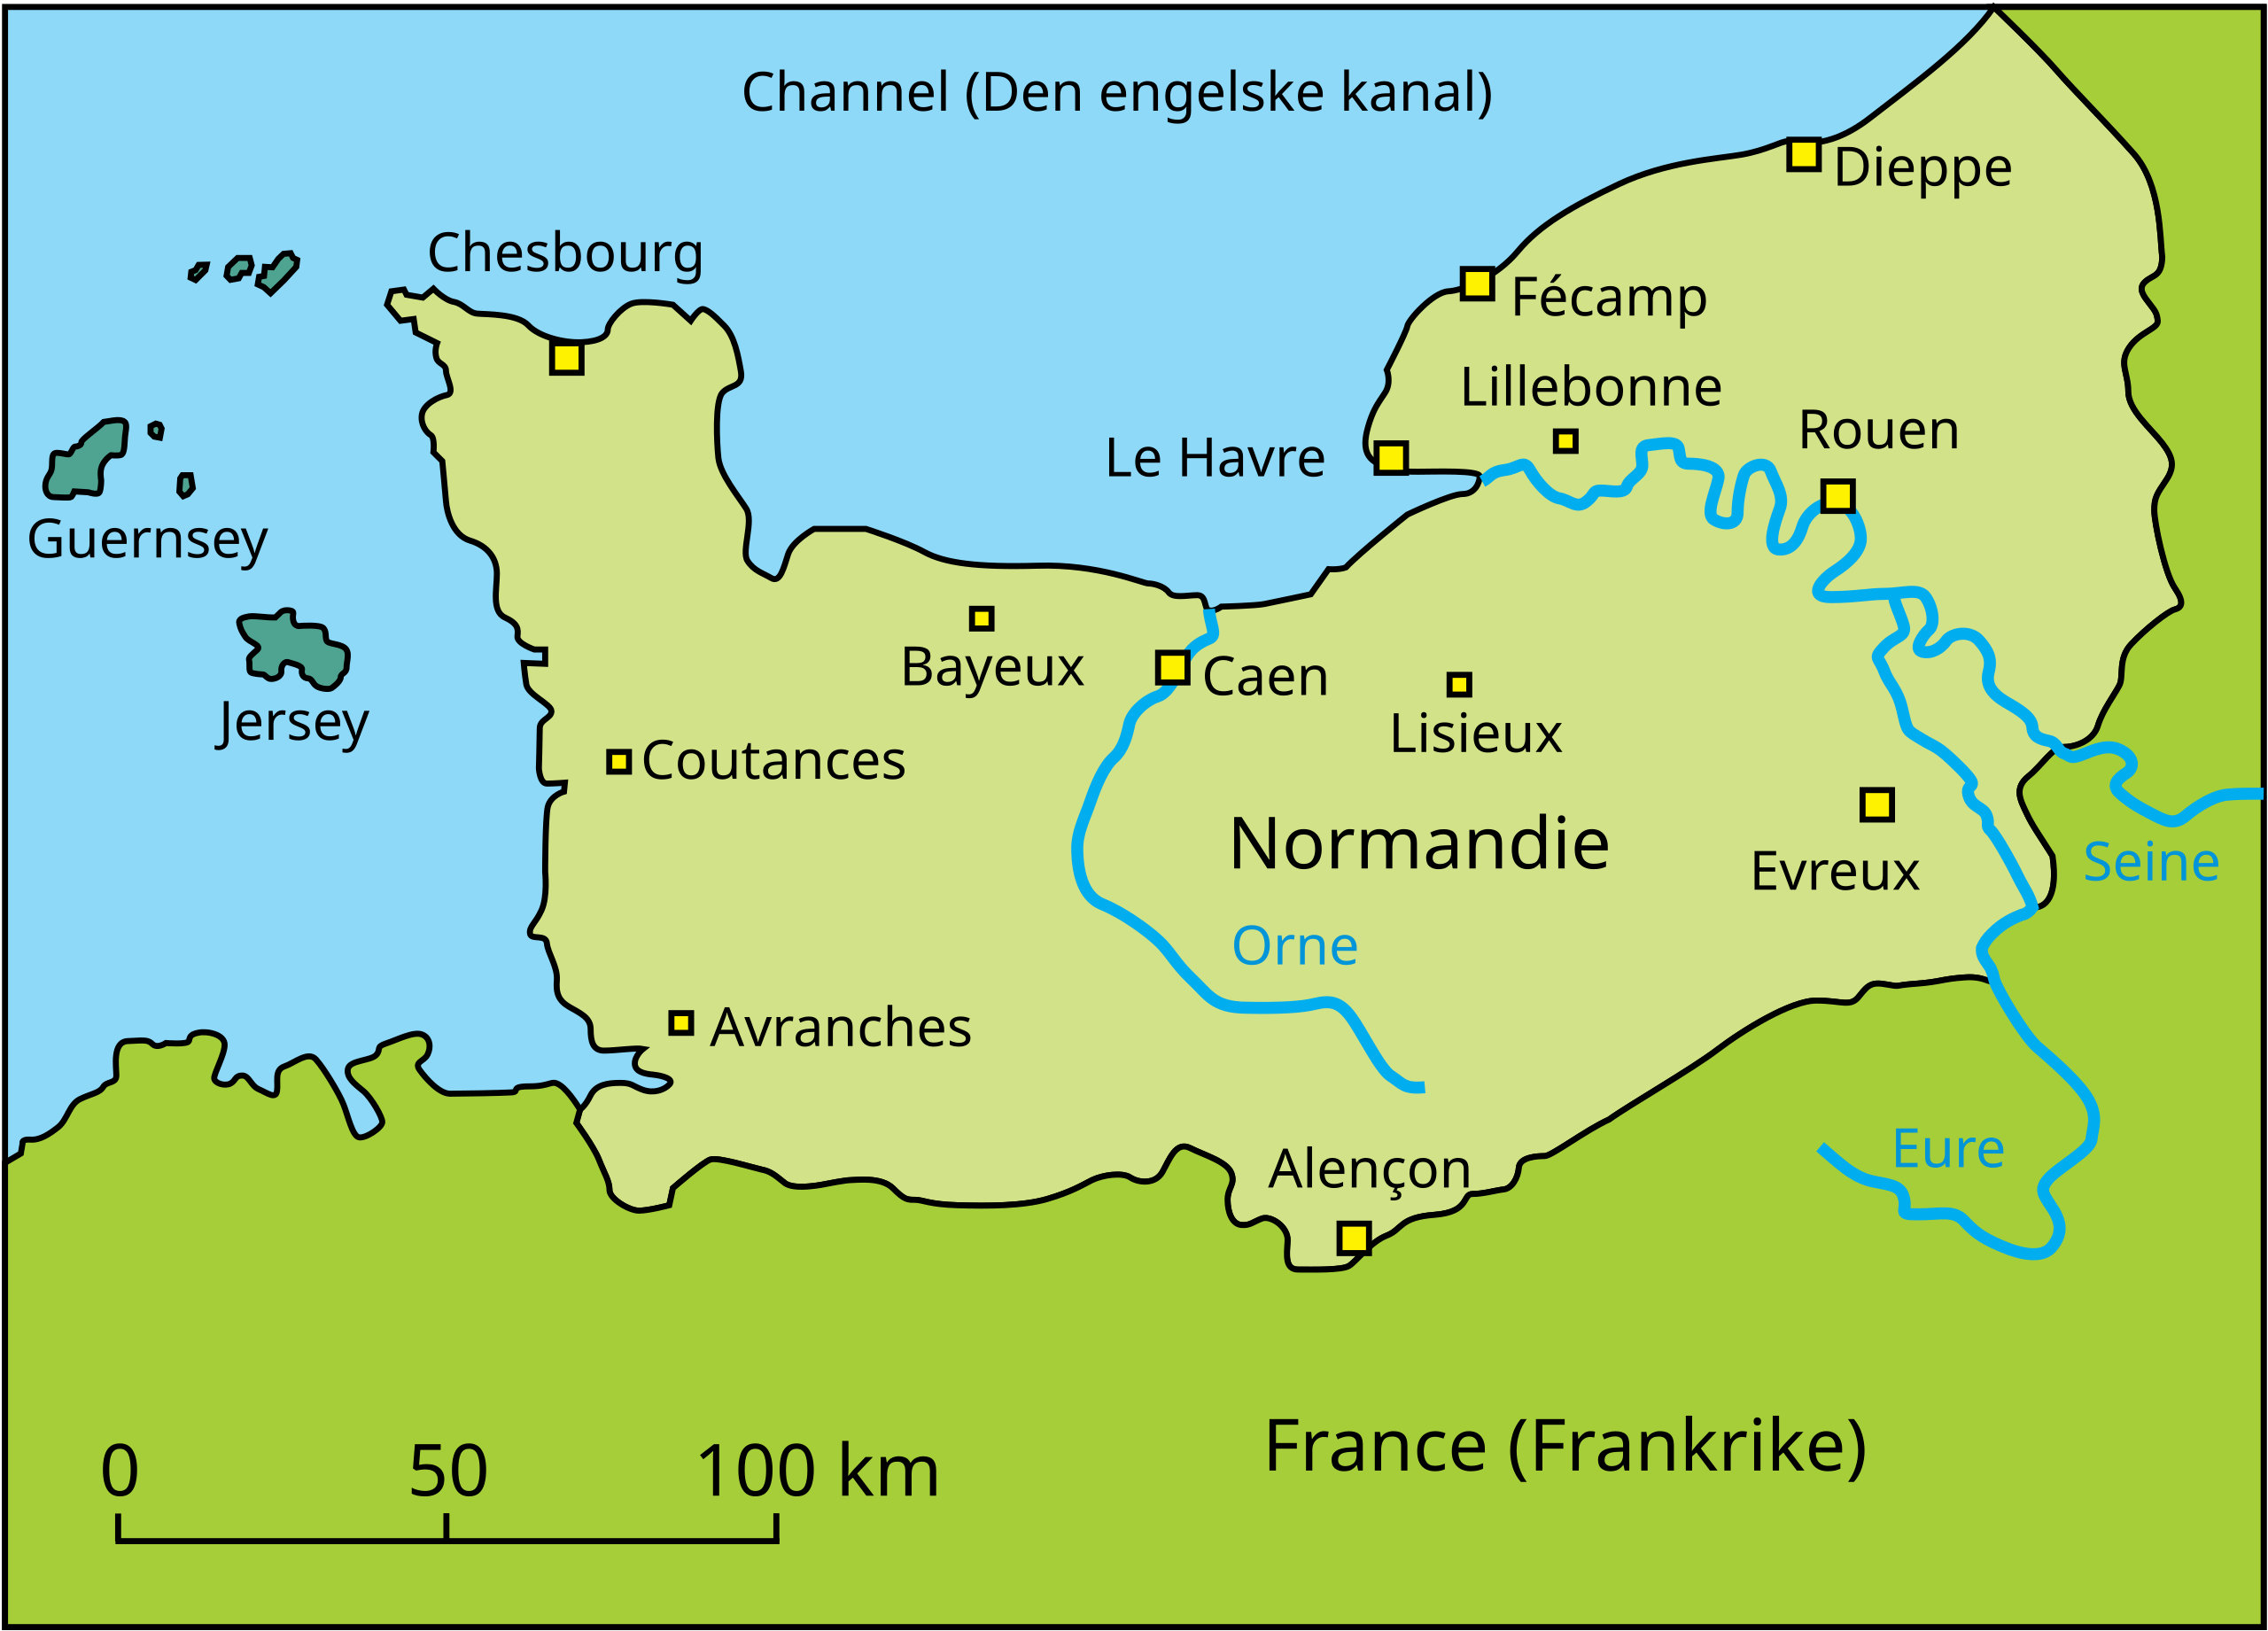 Channel (Den engelske kanal)
Dieppe
Chesbourg
Fécamp
Lillebonne
Rouen
Le Havre
Guernsey
Bayeux
Caen
Lisieux
Jersey
Coutances
Normandie
Evreux
Seine
Orne
Avranches
Eure
Alençon
France (Frankrike)
0 50 100 km